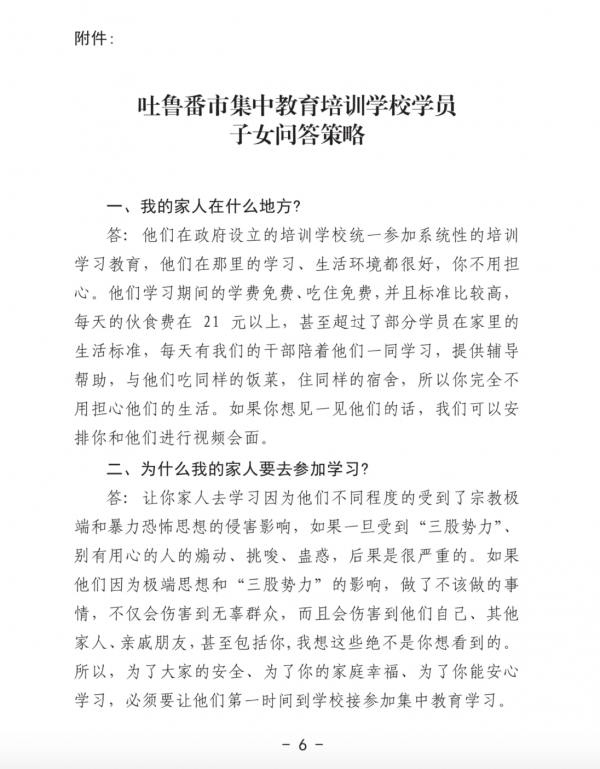 附件：
吐鲁番市集中教育培训学校学员
子女问答策略
一、我的家人在什么地方?
答：他们在政府设立的培训学校统一参加系统性的培训
学习教育，他们在那里的学习、生活环境都很好，你不用担
心。他们学习期间的学费免费、吃住免费，并且标准比较高，
每天的伙食费在 21 元以上，甚至超过了部分学员在家里的
生活标准，每天有我们的干部陪着他们一同学习，提供辅导
帮助，与他们吃同样的饭菜，住同样的宿舍，所以你完全不
用担心他们的生活。如果你想见一见他们的话，我们可以安
排你和他们进行视频会面。
二、为什么我的家人要去参加学习?
答：让你家人去学习因为他们不同程度的受到了宗教极
端和暴力恐怖思想的侵害影响，如果一旦受到“三股势力”、
别有用心的人的煽动、挑唆、蛊惑，后果是很严重的。如果
他们因为极端思想和“三股势力”的影响，做了不该做的事
情，不仅会伤害到无辜群众，而且会伤害到他们自己、其他
家人、亲戚朋友，甚至包括你,我想这些绝不是你想看到的。
所以，为了大家的安全、为了你的家庭幸福、为了你能安心
学习，必须要让他们第一时间到学校接参加集中教育学习。
- 6 -